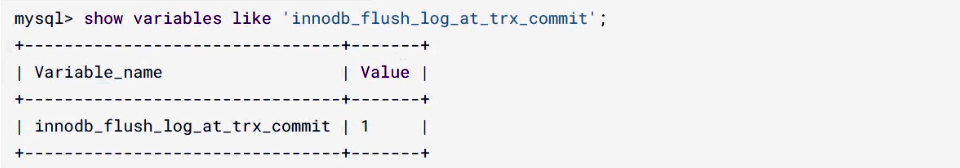 mysql> show variables like 'innodb_flush_log_at_trx_commit';
+--------------------------------+-------+
| Variable_name                  | Value |
+--------------------------------+-------+
| innodb_flush_log_at_trx_commit | 1     |
+--------------------------------+-------+